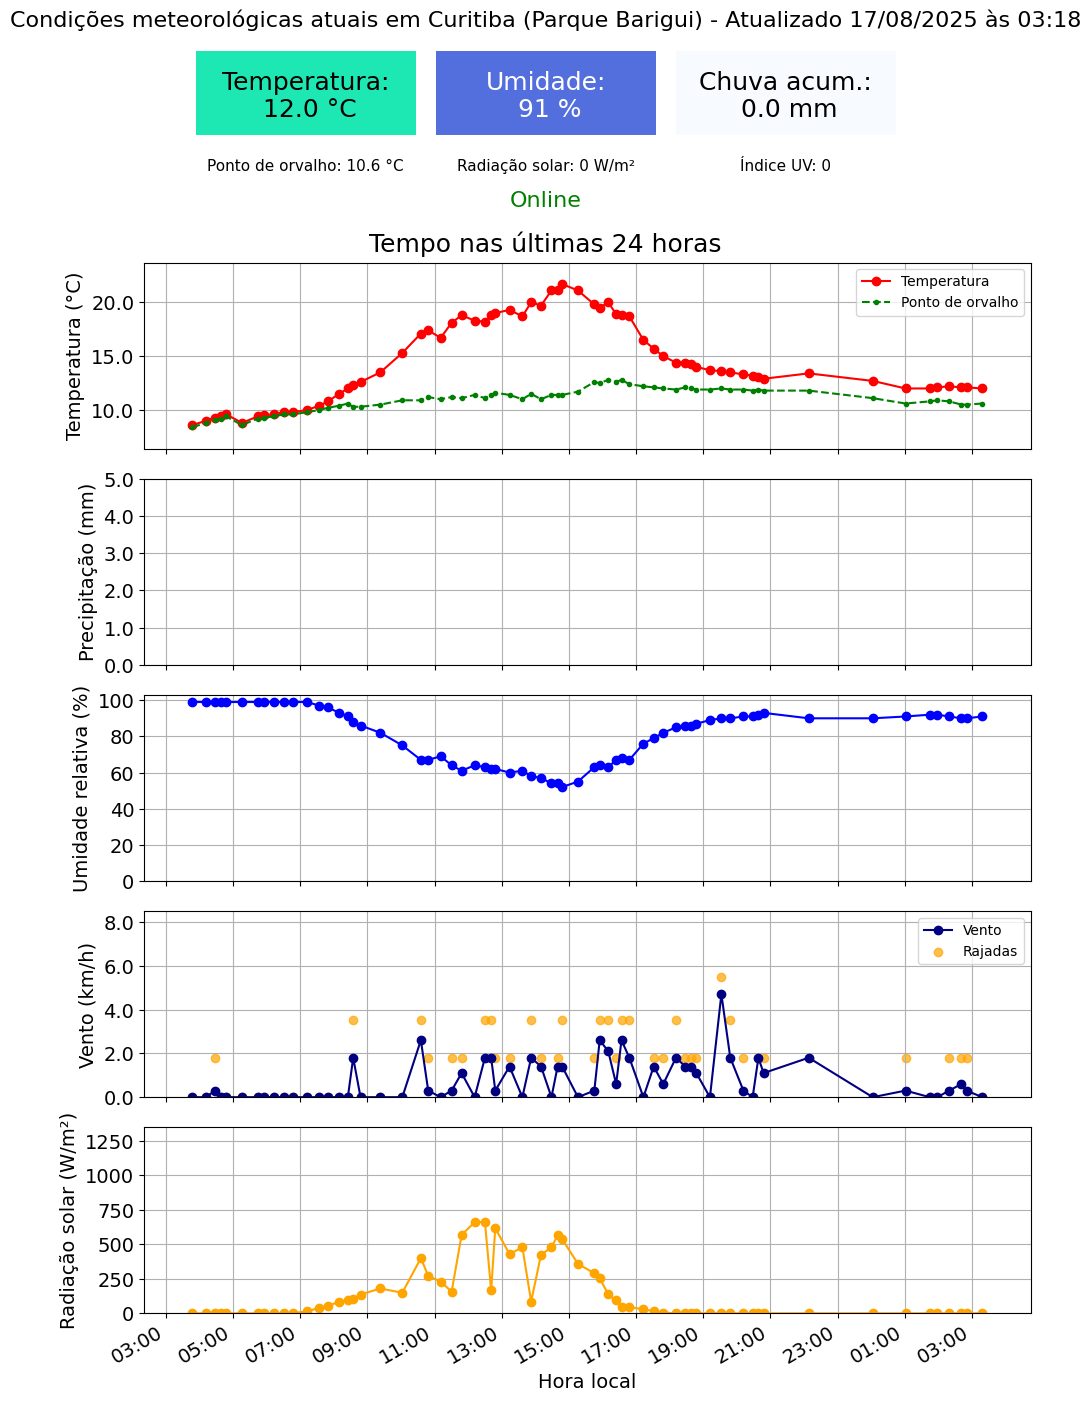 Condições meteorológicas atuais em Curitiba (Parque Barigui) - Atualizado 17/08/2025 às 03:18
Temperatura:
12.0 °C
Umidade:
91 %
Chuva acum.:
0.0 mm
Ponto de orvalho: 10.6 °C
Radiação solar: 0 W/m²
Índice UV: 0
Online
Tempo nas últimas 24 horas
Temperatura (°C)
20.0
15.0
10.0
Temperatura
Ponto de orvalho
Precipitação (mm)
5.0
4.0
3.0
2.0
1.0
0.0
Umidade relativa (%)
100
80
60
40
20
0
Vento (km/h)
8.0
6.0
4.0
2.0
0.0
Vento
Rajadas
Radiação solar (W/m²)
1250
1000
750
500
250
0
03:00 05:00 07:00 09:00 11:00 13:00 15:00 17:00 19:00 21:00 23:00 01:00 03:00
Hora local